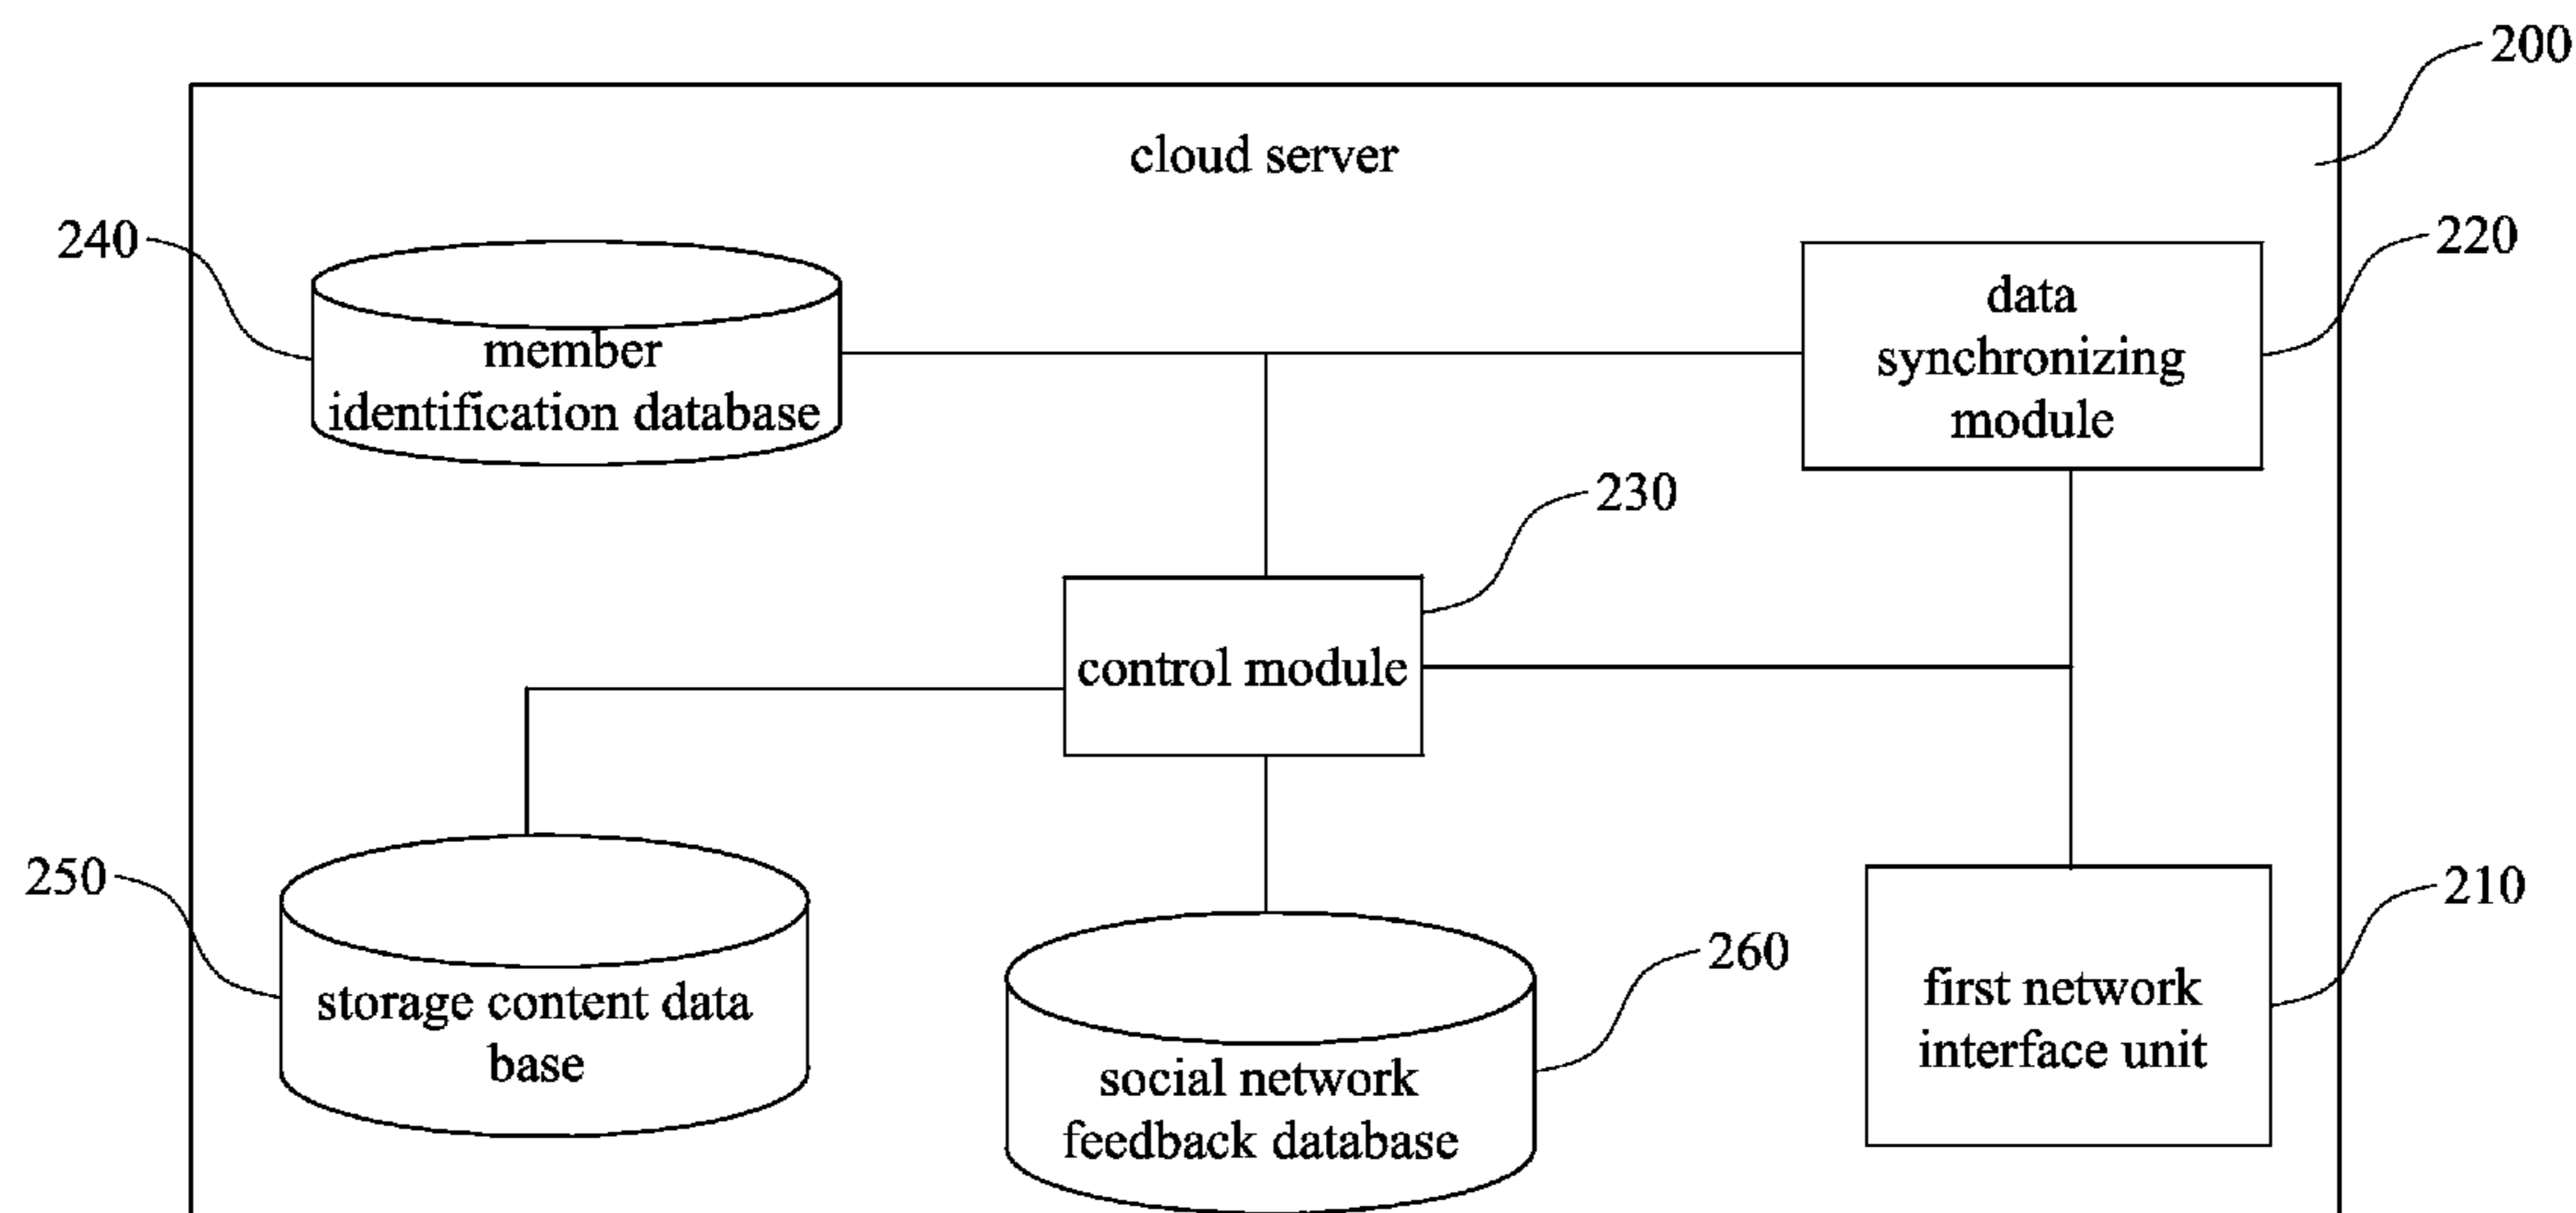 200
cloud server
240
220
member
identification database
data
synchronizing
module
230
control module
250
storage content data
base
260
social network
feedback database
210
first network
interface unit